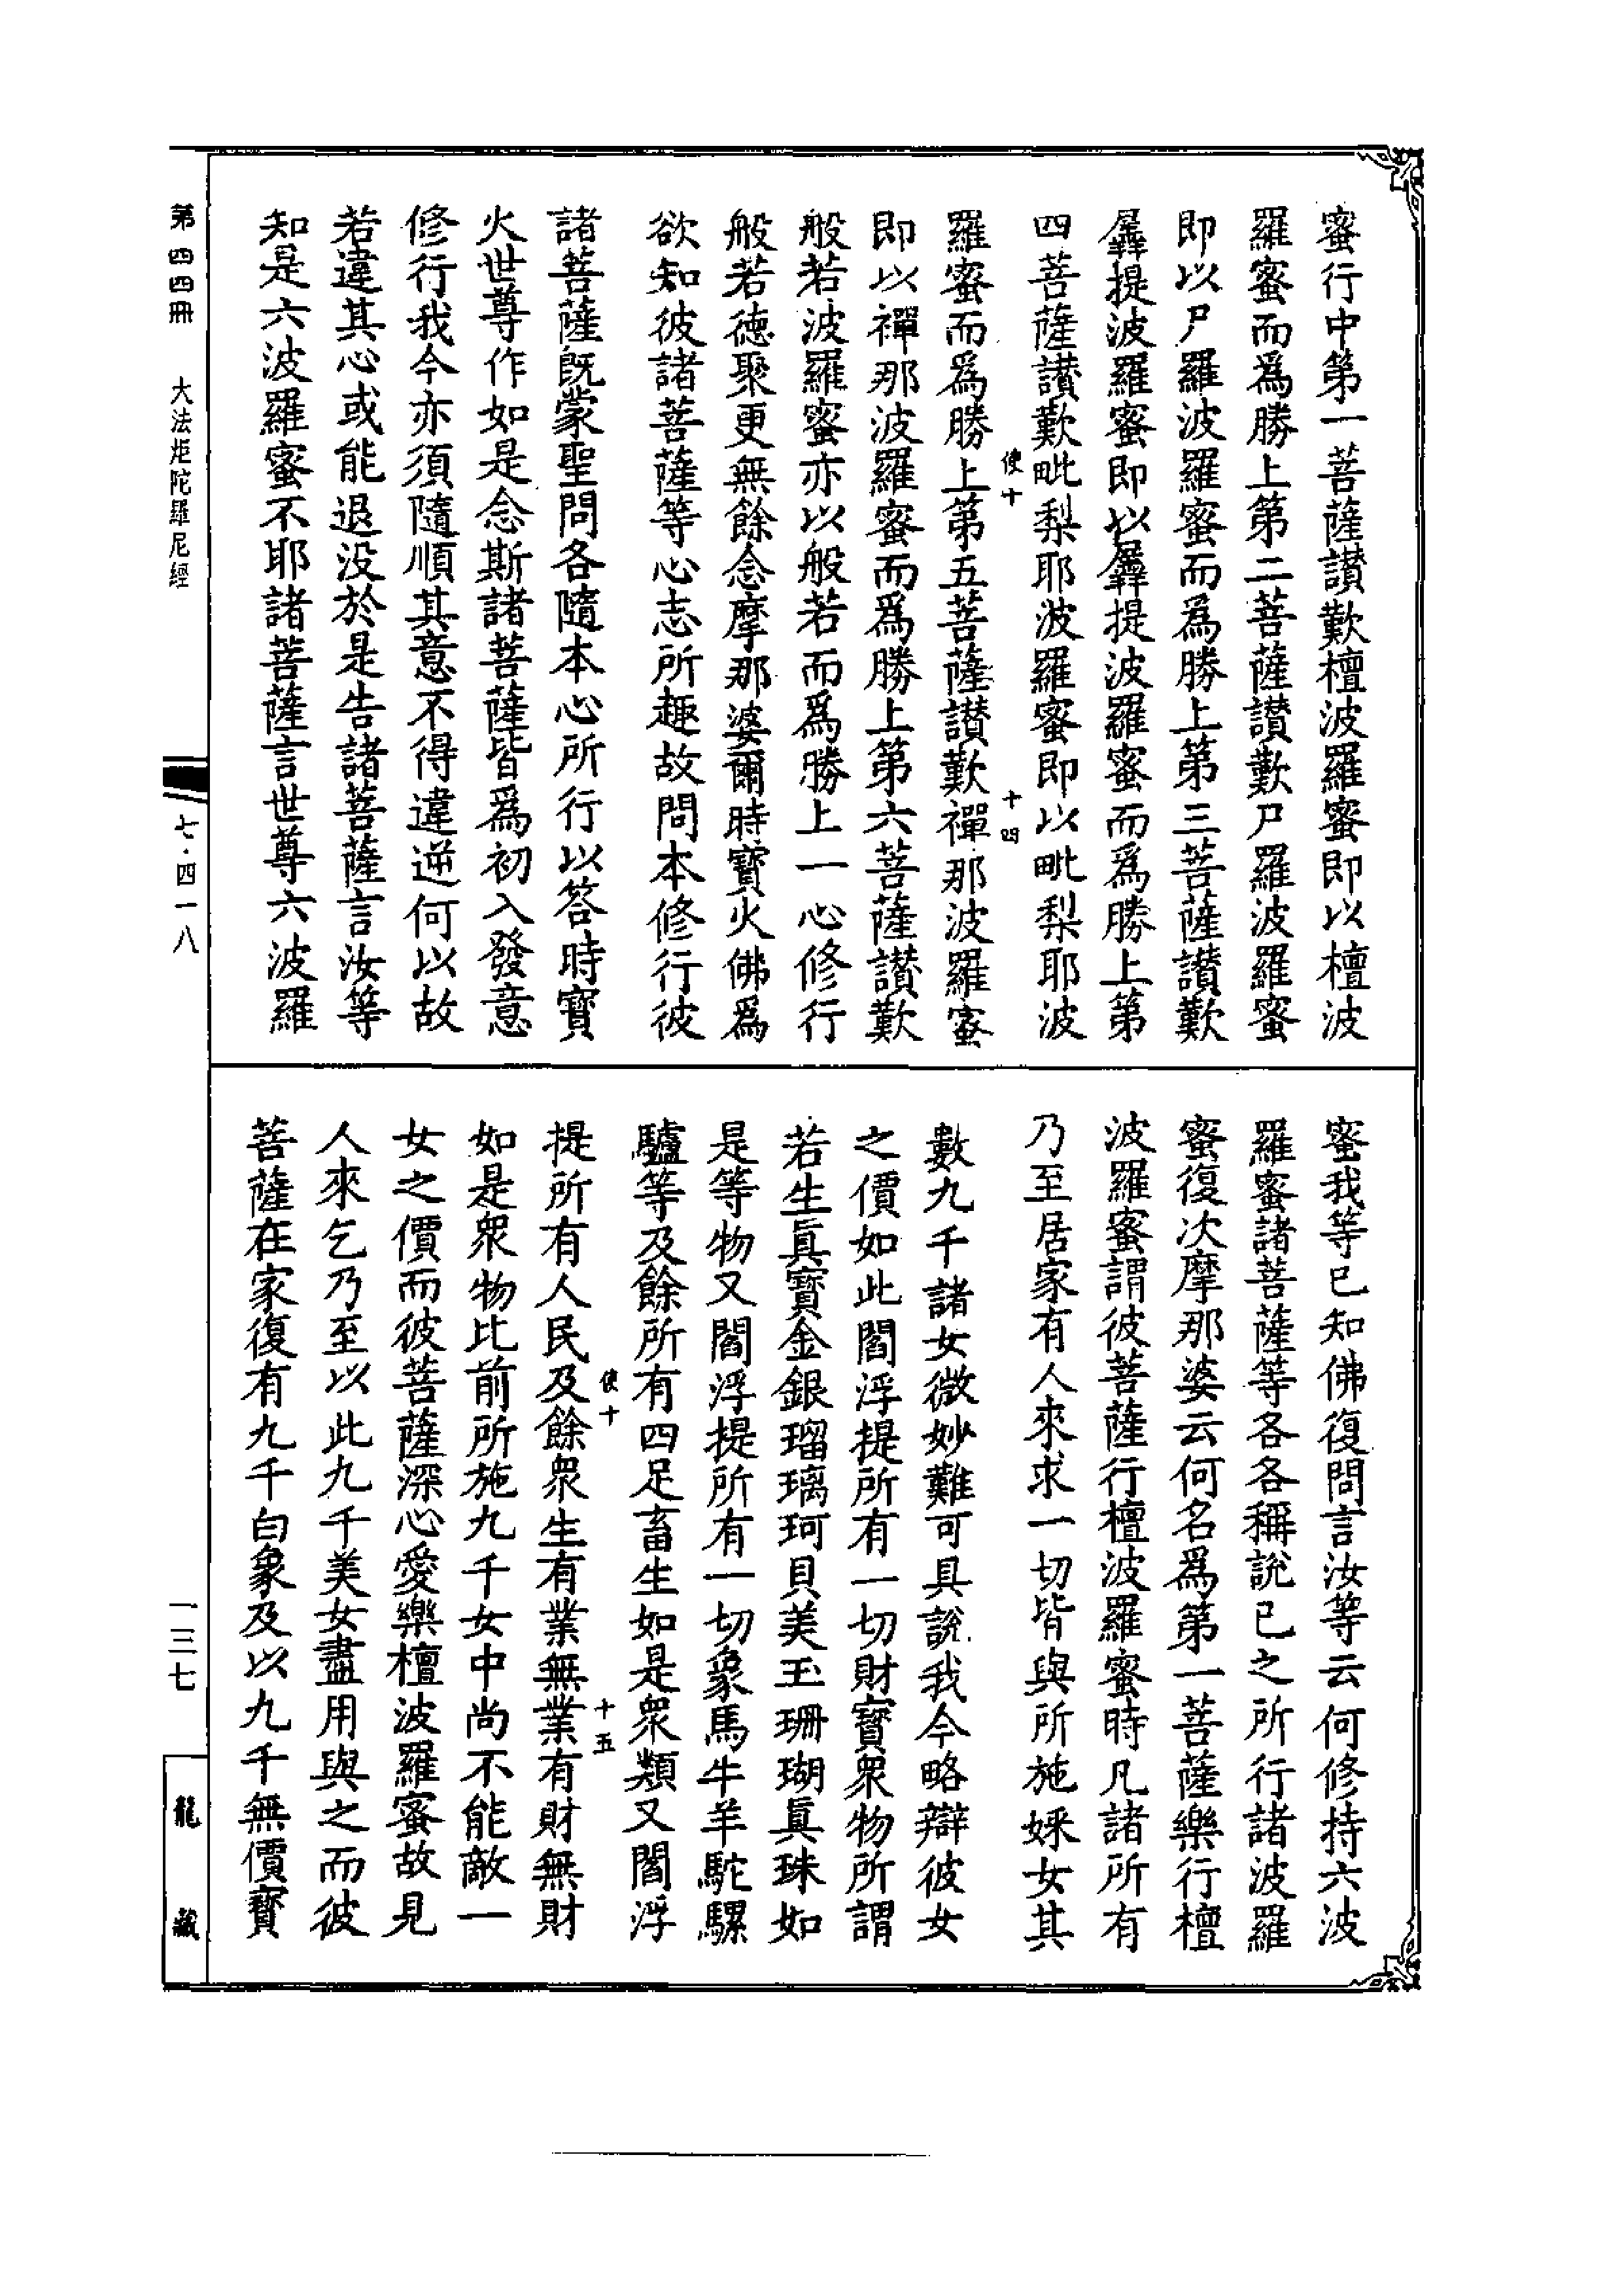 蜜行中第一菩薩讃歎檀波羅蜜即以檀波
羅蜜而爲勝上第二菩薩讃歎尸羅波羅蜜
即以尸羅波羅蜜而爲勝上第三菩薩讃歎
羼提波羅蜜即以羼提波羅蜜而爲勝上第
四菩薩讃歎毗梨耶波羅蜜即以毗梨耶波
使十 十四
羅蜜而爲勝上第五菩薩讃歎禪那波羅蜜
即以禪那波羅蜜而爲勝上第六菩薩讃歎
般若波羅蜜亦以般若而爲勝上一心修行
般若德聚更無餘念摩那婆爾時寳火佛爲
欲知彼諸菩薩等心志所趣故問本修行彼
諸菩薩既蒙聖問各隨本心所行以答時寳
火世尊作如是念斯諸菩薩皆爲初入發意
修行我今亦須隨順其意不得違逆何以故
若違其心或能退没於是告諸菩薩言汝等
知是六波羅蜜不耶諸菩薩言世尊六波羅
蜜我等已知佛復問言汝等云何修持六波
羅蜜諸菩薩等各各稱說已之所行諸波羅
蜜復次摩那婆云何名爲第一菩薩樂行檀
波羅蜜謂彼菩薩行檀波羅蜜時凡諸所有
乃至居家有人來求一切皆與所施婇女其
數九千諸女微妙難可具說我今略辯彼女
之價如此閻浮提所有一切財寳衆物所謂
若生眞寳金銀瑠璃珂貝美玉珊瑚眞珠如
是等物又閻浮提所有一切象馬牛羊駝騾
驢等及餘所有四足畜生如是衆類又閻浮
使十 十五
提所有人民及餘衆生有業無業有財無財
如是衆物比前所施九千女中尚不能敵一
女之價而彼菩薩深心愛樂檀波羅蜜故見
人來乞乃至以此九千美女盡用與之而彼
菩薩在家復有九千白象及以九千無價寳
第四四冊 大法炬陀羅尼經
七·四一八
一三七
龍藏